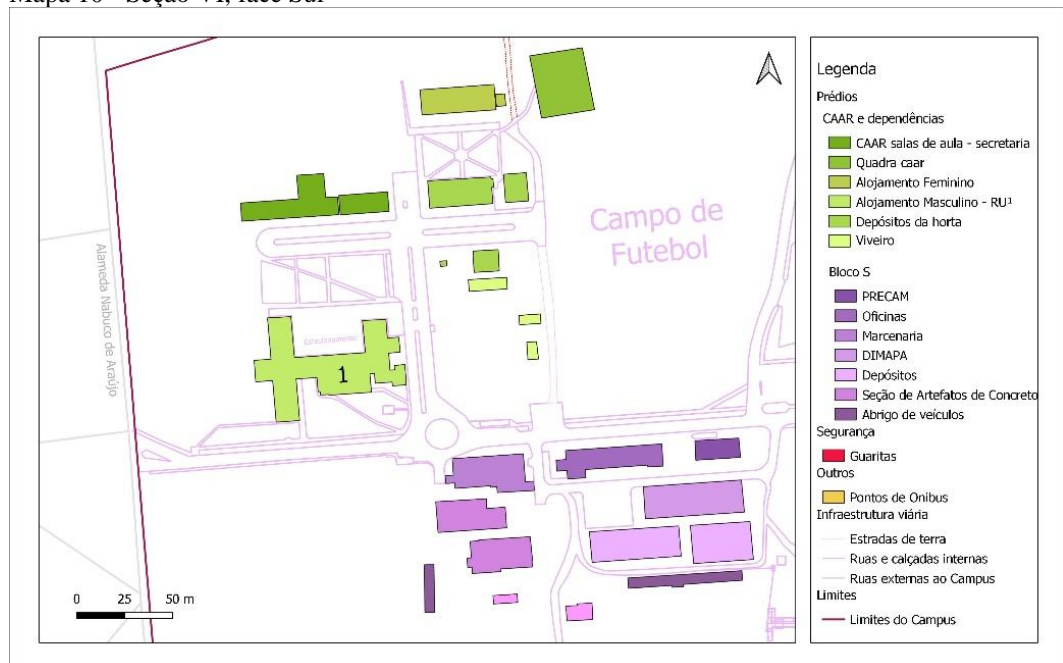 Mapa 10 - Seção VI, face Sul
Campo de
Futebol
Alameda Nabuco de Araújo
Estacionamento
1
0 25 50 m
Legenda
Prédios
CAAR e dependências
CAAR salas de aula - secretaria
Quadra caar
Alojamento Feminino
Alojamento Masculino - RU¹
Depósitos da horta
Viveiro
Bloco S
PRECAM
Oficinas
Marcenaria
DIMAPA
Depósitos
Seção de Artefatos de Concreto
Abrigo de veículos
Segurança
Guaritas
Outros
Pontos de Onibus
Infraestrutura viária
Estradas de terra
Ruas e calçadas internas
Ruas externas ao Campus
Limites
Limites do Campus